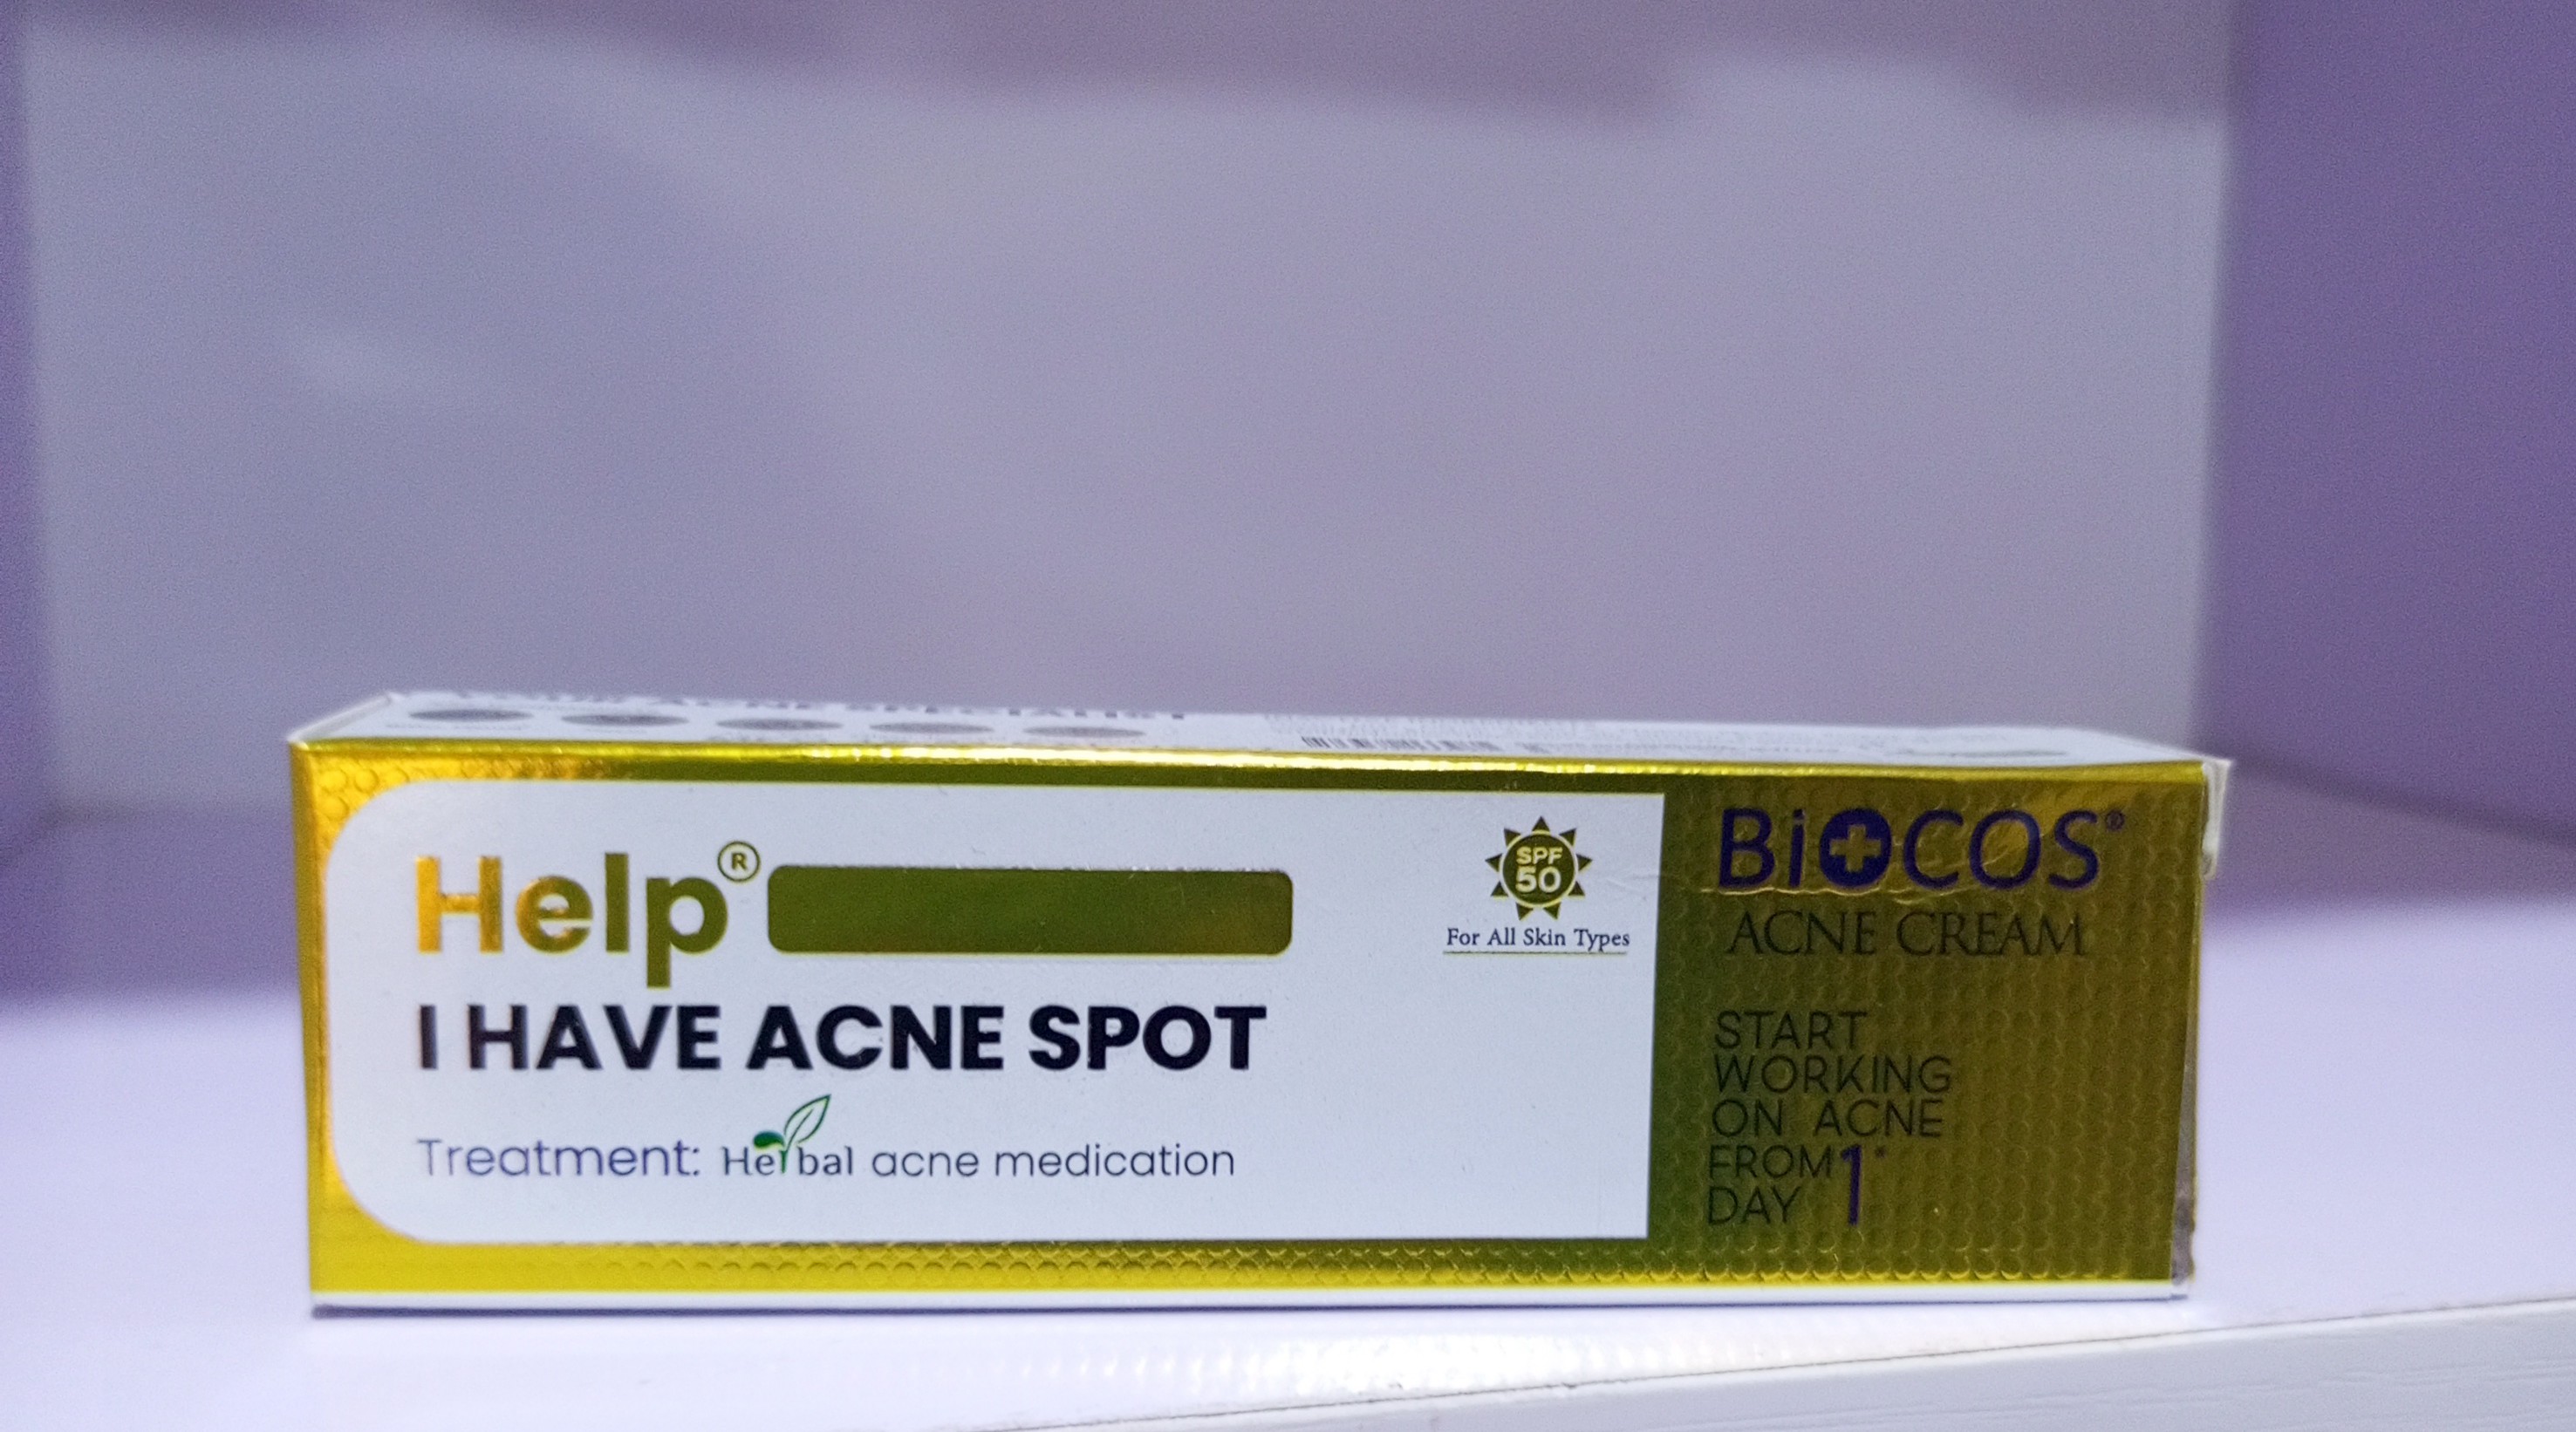 Help®
I HAVE ACNE SPOT
Treatment: Herbal acne medication
SPF
50
For All Skin Types
BiOCOS®
ACNE CREAM
START
WORKING
ON ACNE
FROM 1*
DAY